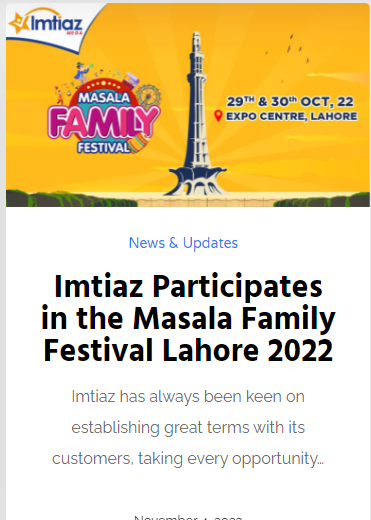 Imtiaz
MEGA
MASALA
FAMILY
FESTIVAL
29TH & 30th OCT, 22
EXPO CENTRE, LAHORE
News & Updates
Imtiaz Participates
in the Masala Family
Festival Lahore 2022
Imtiaz has always been keen on
establishing great terms with its
customers, taking every opportunity...